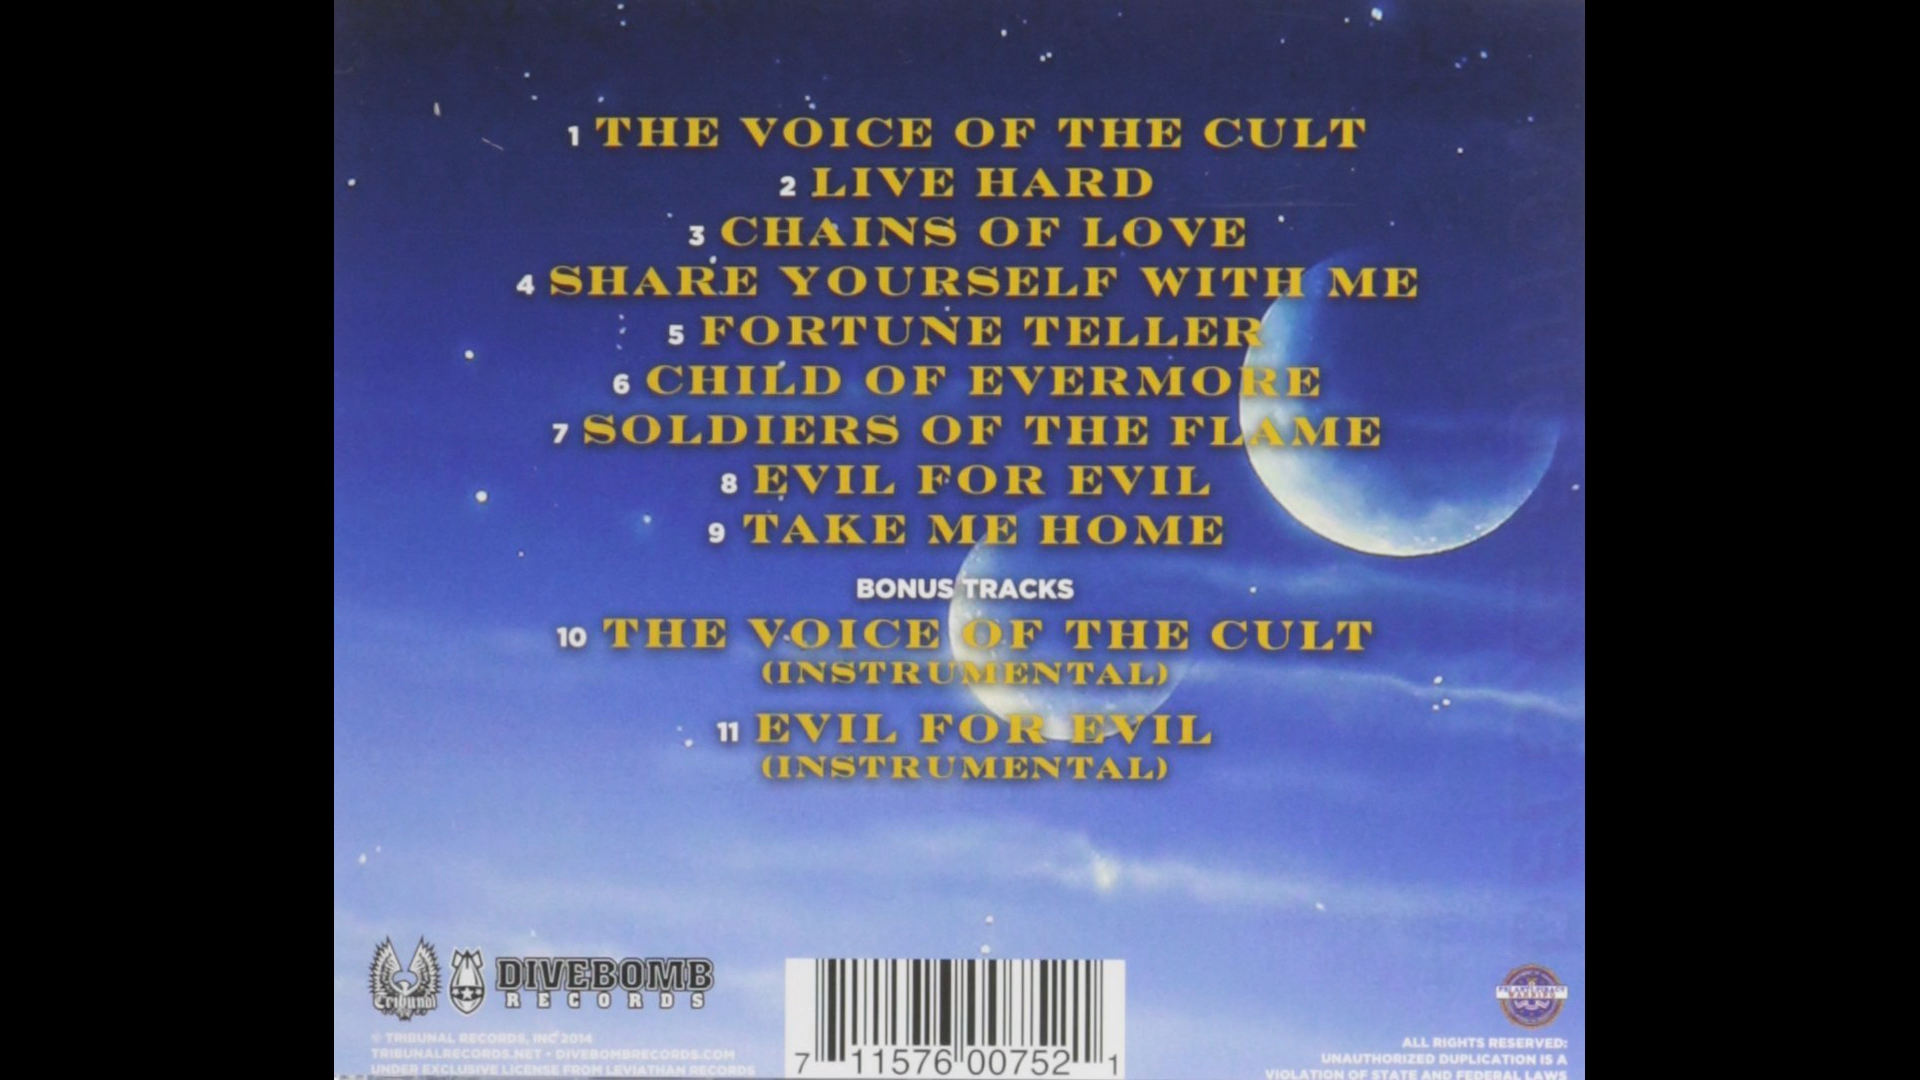 1 THE VOICE OF THE CULT
2 LIVE HARD
3 CHAINS OF LOVE
4 SHARE YOURSELF WITH ME
5 FORTUNE TELLER
6 CHILD OF EVERMORE
7 SOLDIERS OF THE FLAME
8 EVIL FOR EVIL
9 TAKE ME HOME
BONUS TRACKS
10 THE VOICE OF THE CULT
(INSTRUMENTAL)
11 EVIL FOR EVIL
(INSTRUMENTAL)
Tribunal
DIVEBOMB
RECORDS
© TRIBUNAL RECORDS, INC 2014
TRIBUNALRECORDS.NET • DIVEBOMBRECORDS.COM
UNDER EXCLUSIVE LICENSE FROM LEVIATHAN RECORDS
7 11576 00752 1
ALL RIGHTS RESERVED:
UNAUTHORIZED DUPLICATION IS A
VIOLATION OF STATE AND FEDERAL LAWS